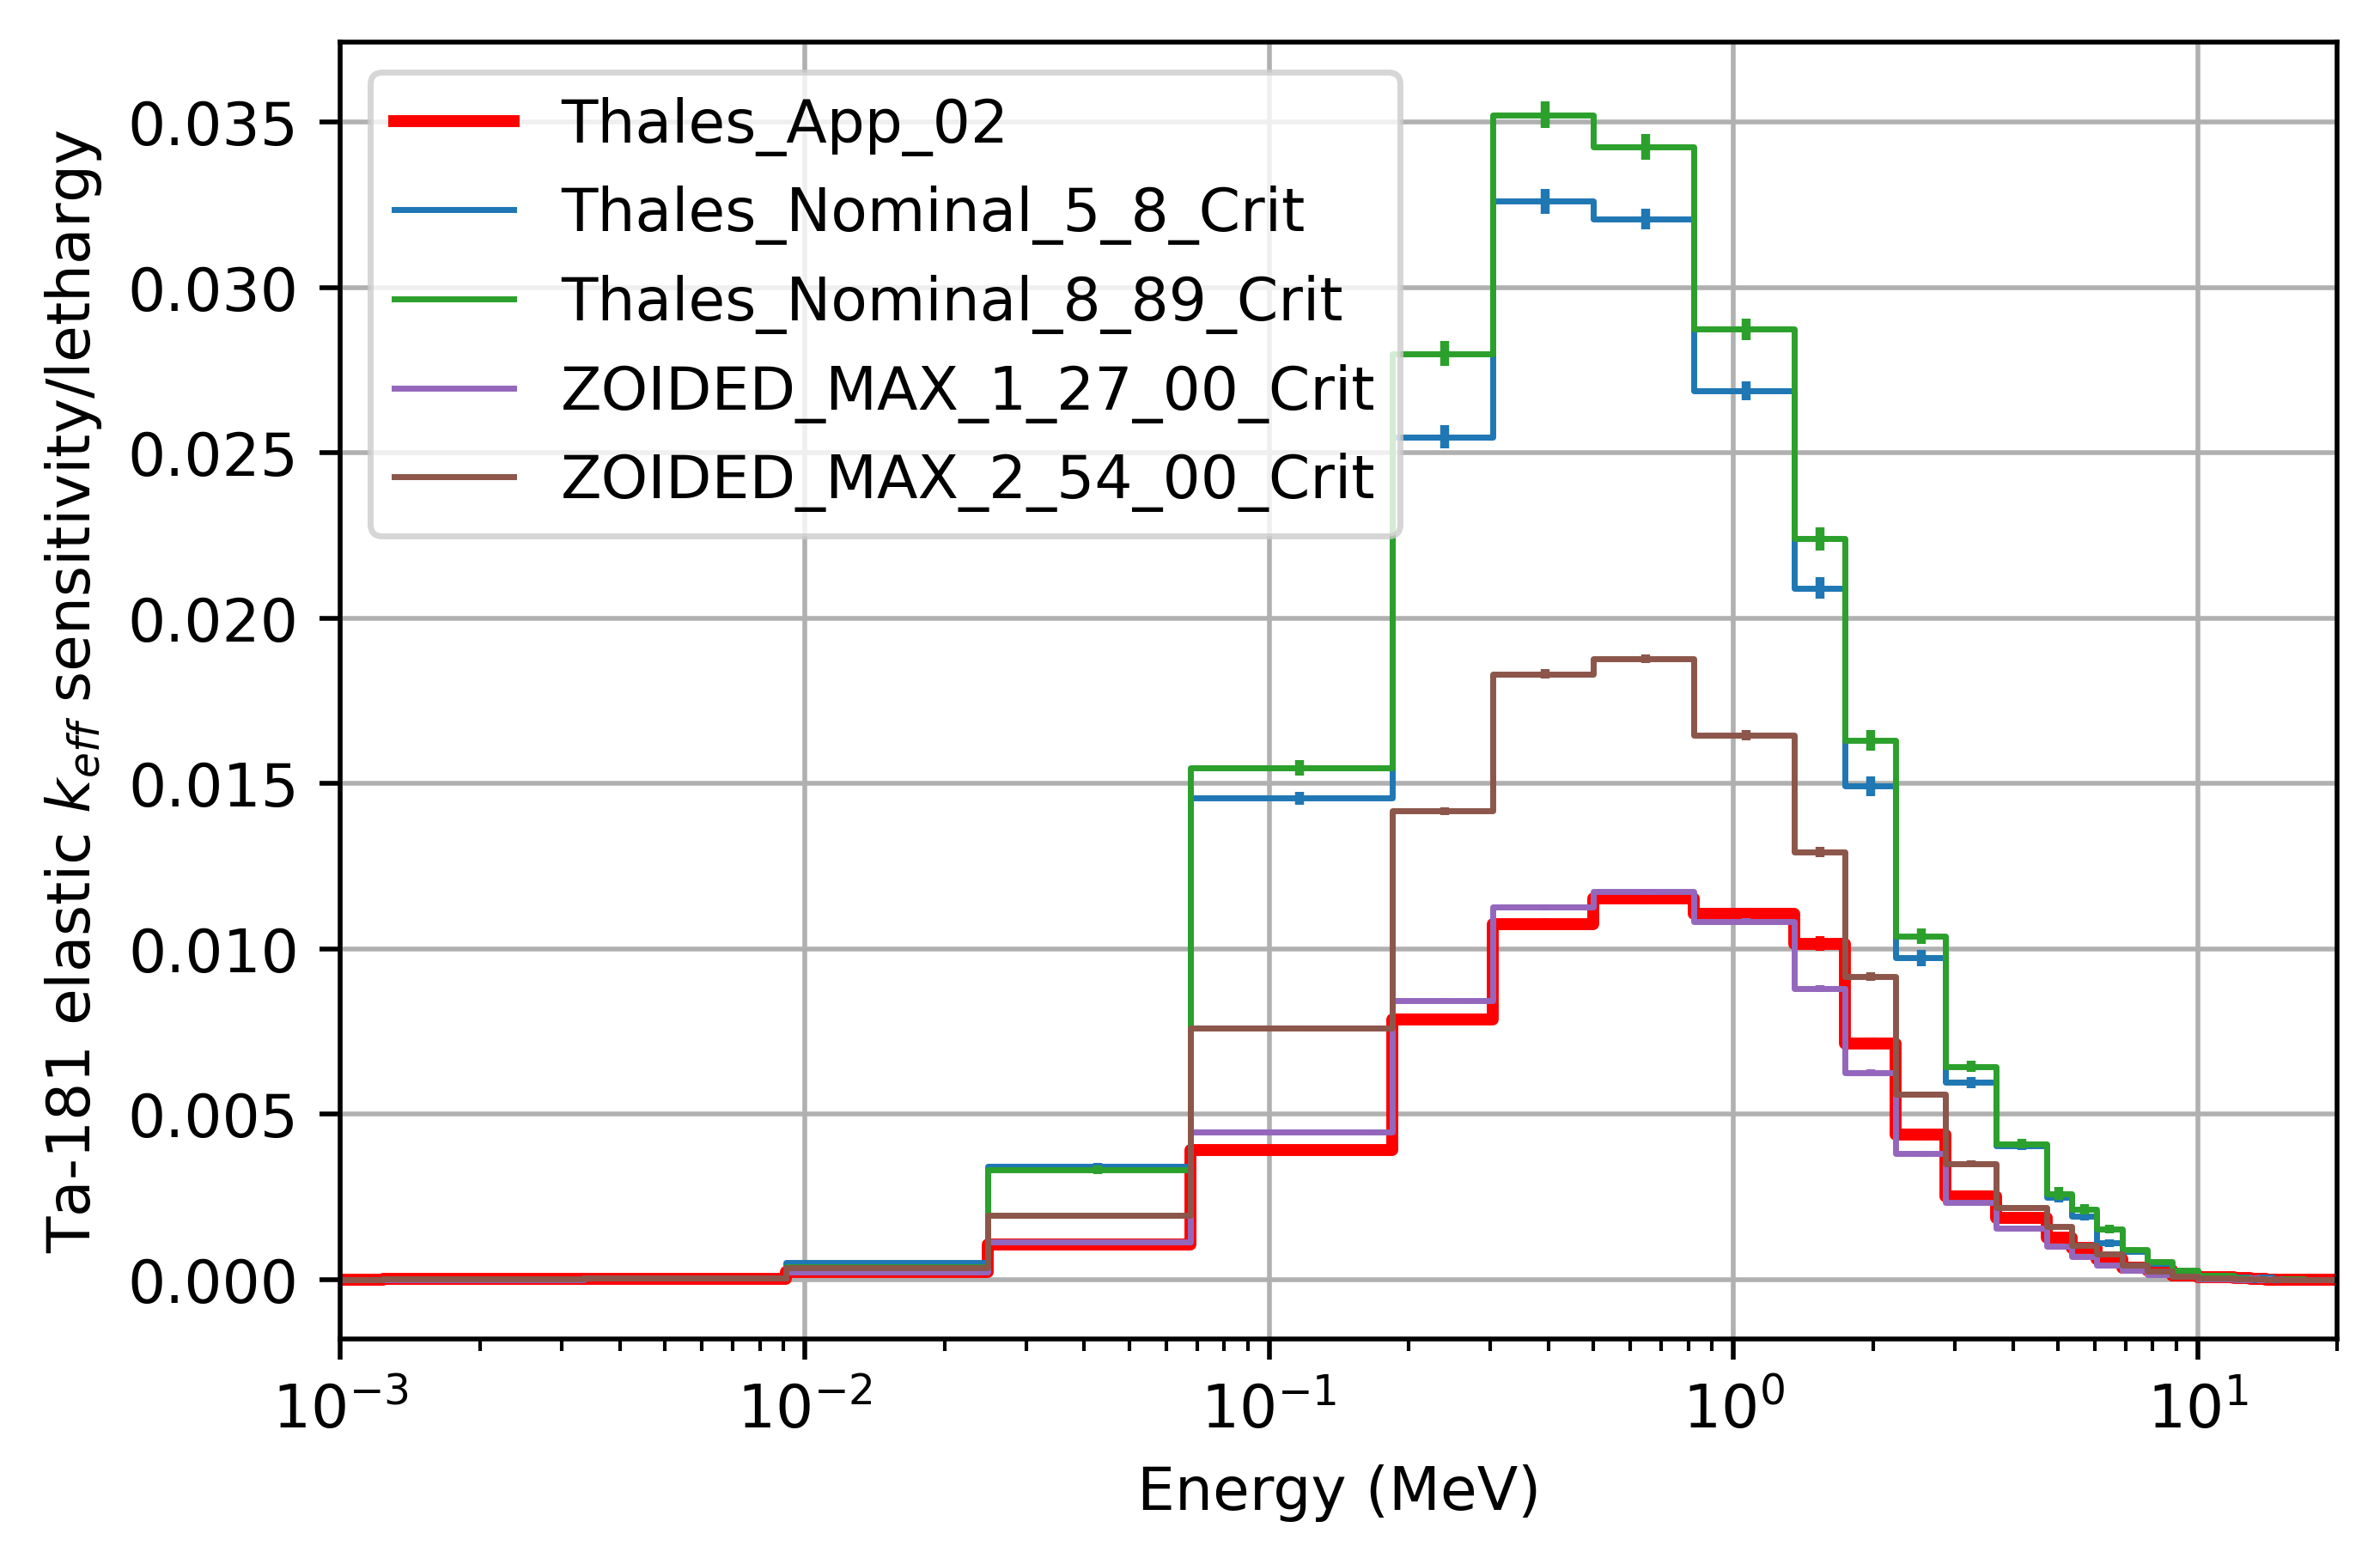 Thales_App_02
Thales_Nominal_5_8_Crit
Thales_Nominal_8_89_Crit
ZOIDED_MAX_1_27_00_Crit
ZOIDED_MAX_2_54_00_Crit
Ta-181 elastic k_eff sensitivity/lethargy
0.035
0.030
0.025
0.020
0.015
0.010
0.005
0.000
10⁻³ 10⁻² 10⁻¹ 10⁰ 10¹
Energy (MeV)